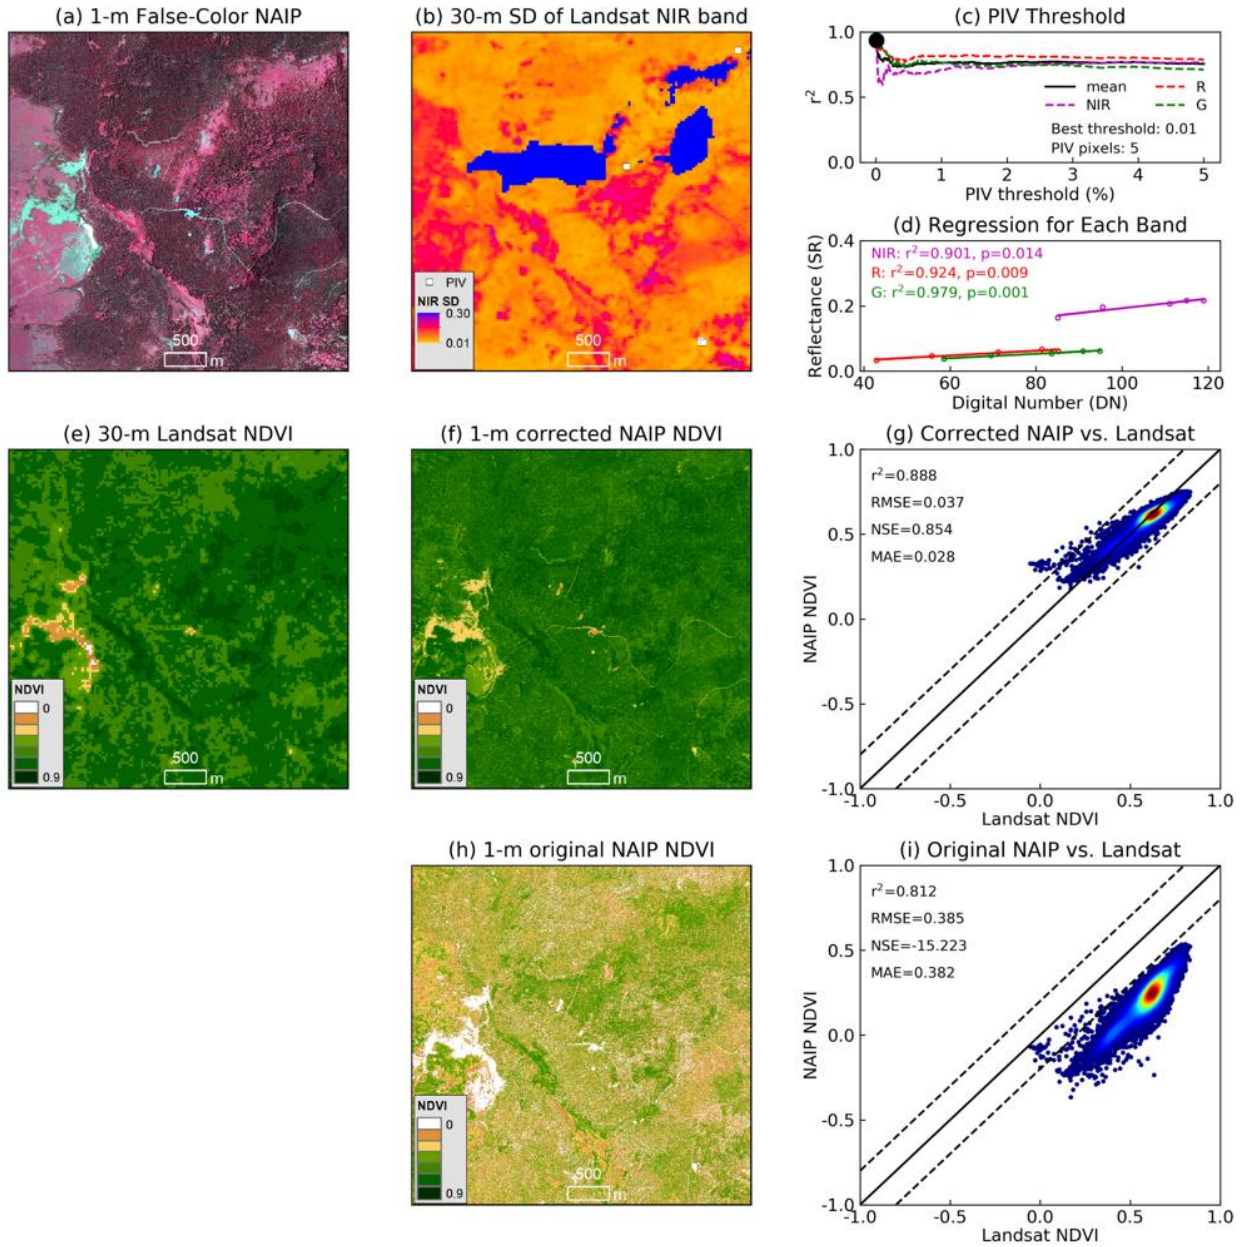 (a) 1-m False-Color NAIP
500
m
(b) 30-m SD of Landsat NIR band
PIV
NIR SD
0.30
0.01
500
m
(c) PIV Threshold
1.0
0.5
0.0
r²
mean
NIR
R
G
Best threshold: 0.01
PIV pixels: 5
0 1 2 3 4 5
PIV threshold (%)
(d) Regression for Each Band
0.4
0.2
0.0
Reflectance (SR)
NIR: r²=0.901, p=0.014
R: r²=0.924, p=0.009
G: r²=0.979, p=0.001
40 60 80 100 120
Digital Number (DN)
(e) 30-m Landsat NDVI
NDVI
0
0.9
500
m
(f) 1-m corrected NAIP NDVI
NDVI
0
0.9
500
m
(g) Corrected NAIP vs. Landsat
1.0
0.5
0.0
-0.5
-1.0
NAIP NDVI
r²=0.888
RMSE=0.037
NSE=0.854
MAE=0.028
-1.0 -0.5 0.0 0.5 1.0
Landsat NDVI
(h) 1-m original NAIP NDVI
NDVI
0
0.9
500
m
(i) Original NAIP vs. Landsat
1.0
0.5
0.0
-0.5
-1.0
NAIP NDVI
r²=0.812
RMSE=0.385
NSE=-15.223
MAE=0.382
-1.0 -0.5 0.0 0.5 1.0
Landsat NDVI